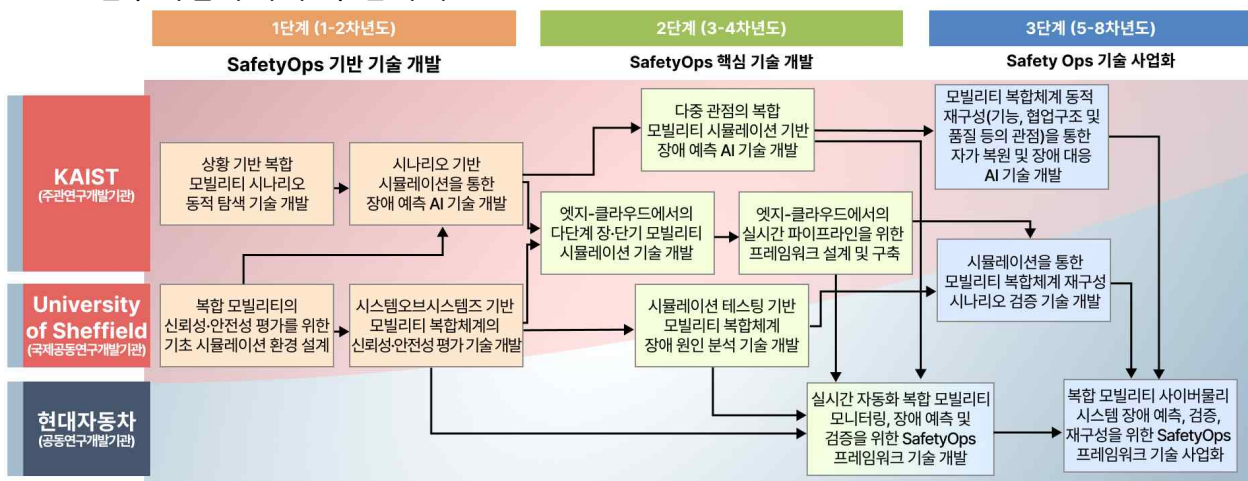 1단계 (1-2차년도)
2단계 (3-4차년도)
3단계 (5-8차년도)
SafetyOps 기반 기술 개발
SafetyOps 핵심 기술 개발
Safety Ops 기술 사업화
KAIST
(주관연구개발기관)
상황 기반 복합
모빌리티 시나리오
동적 탐색 기술 개발
시나리오 기반
시뮬레이션을 통한
장애 예측 AI 기술 개발
다중 관점의 복합
모빌리티 시뮬레이션 기반
장애 예측 AI 기술 개발
엣지-클라우드에서의
다단계 장·단기 모빌리티
시뮬레이션 기술 개발
엣지-클라우드에서의
실시간 파이프라인을 위한
프레임워크 설계 및 구축
모빌리티 복합체계 동적
재구성(기능, 협업구조 및
품질 등의 관점)을 통한
자가 복원 및 장애 대응
AI 기술 개발
시뮬레이션을 통한
모빌리티 복합체계 재구성
시나리오 검증 기술 개발
University
of Sheffield
(국제공동연구개발기관)
복합 모빌리티의
신뢰성·안전성 평가를 위한
기초 시뮬레이션 환경 설계
시스템오브시스템즈 기반
모빌리티 복합체계의
신뢰성·안전성 평가 기술 개발
시뮬레이션 테스팅 기반
모빌리티 복합체계
장애 원인 분석 기술 개발
현대자동차
(공동연구개발기관)
실시간 자동화 복합 모빌리티
모니터링, 장애 예측 및
검증을 위한 SafetyOps
프레임워크 기술 개발
복합 모빌리티 사이버물리
시스템 장애 예측, 검증,
재구성을 위한 SafetyOps
프레임워크 기술 사업화